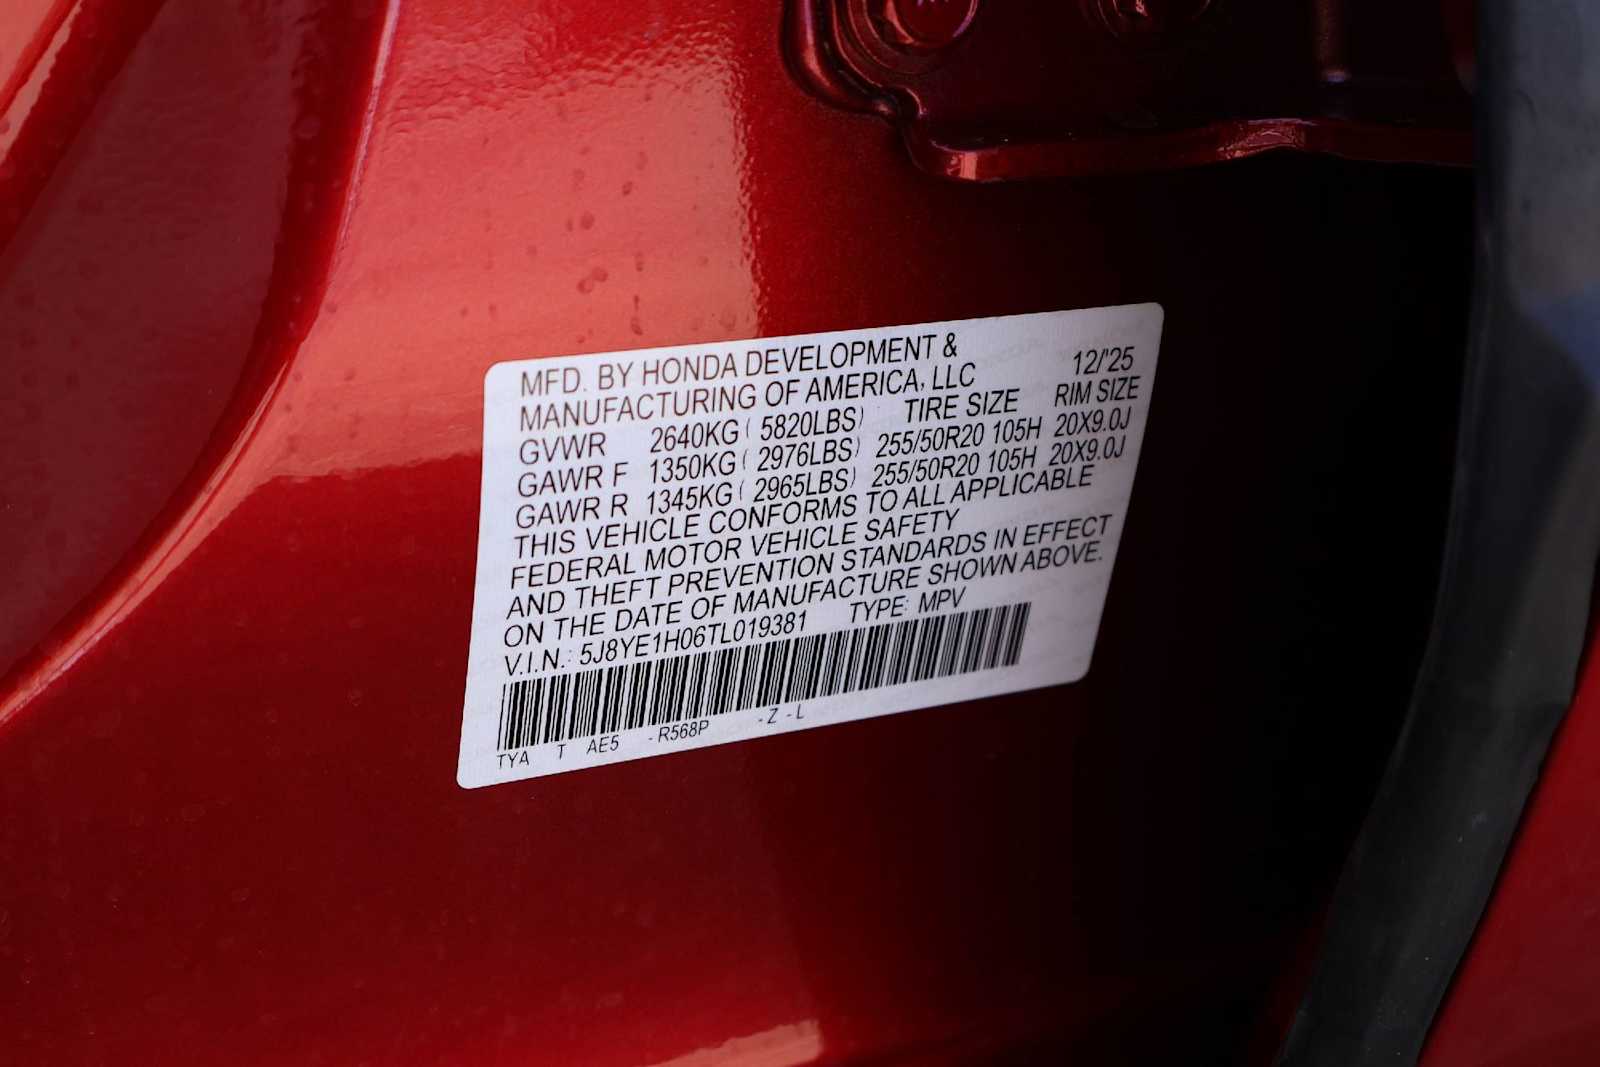 MFD. BY HONDA DEVELOPMENT &
MANUFACTURING OF AMERICA, LLC 12/'25
GVWR 2640KG ( 5820LBS) TIRE SIZE RIM SIZE
GAWR F 1350KG ( 2976LBS) 255/50R20 105H 20X9.0J
GAWR R 1345KG ( 2965LBS) 255/50R20 105H 20X9.0J
THIS VEHICLE CONFORMS TO ALL APPLICABLE
FEDERAL MOTOR VEHICLE SAFETY
AND THEFT PREVENTION STANDARDS IN EFFECT
ON THE DATE OF MANUFACTURE SHOWN ABOVE.
V.I.N.: 5J8YE1H06TL019381 TYPE: MPV
TYA T AE5 -R568P -Z -L